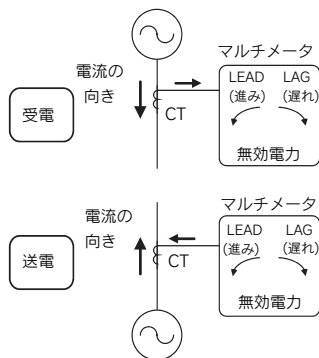 マルチメータ
電流の
向き
LEAD
LAG
(進み)
(遅れ)
受電
CT
無効電力
電流の
向き
マルチメータ
LEAD
LAG
(進み)
(遅れ)
送電
CT
無効電力